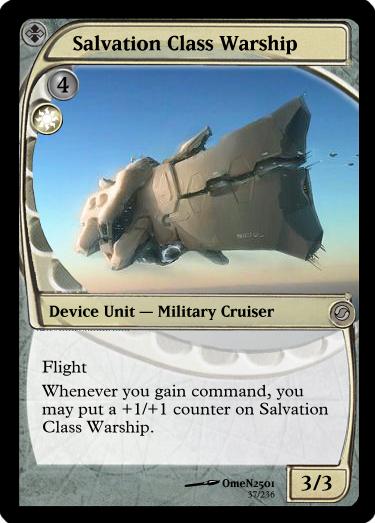 Salvation Class Warship
4
Device Unit — Military Cruiser
Flight
Whenever you gain command, you
may put a +1/+1 counter on Salvation
Class Warship.
OmeN2501
37/236
3/3